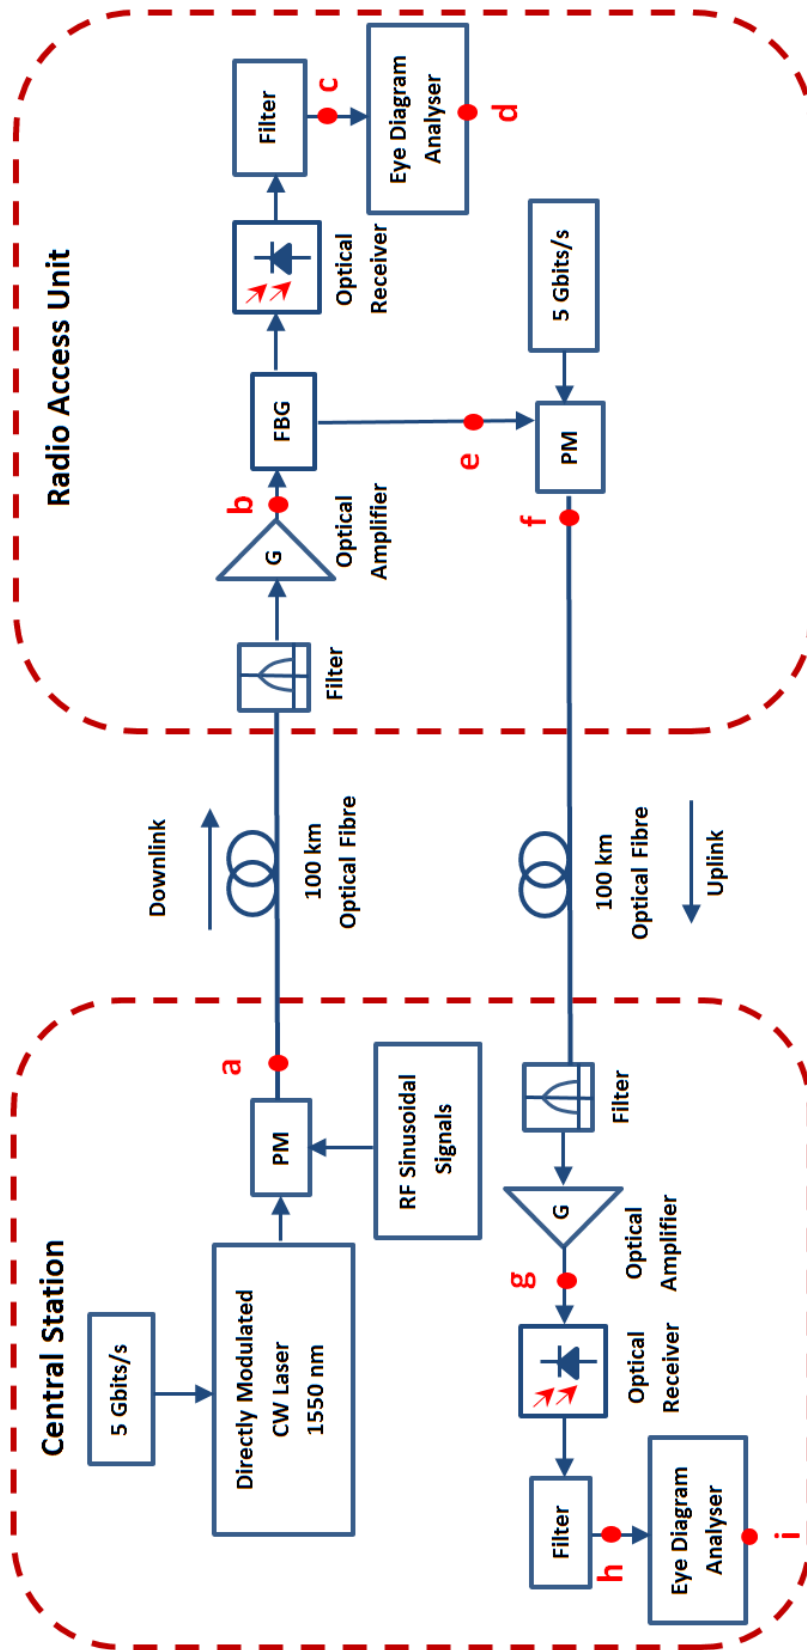 Central Station
5 Gbits/s
Directly Modulated
CW Laser
1550 nm
PM
RF Sinusoidal
Signals
a
Downlink
100 km
Optical Fibre
Radio Access Unit
Filter
G
Optical
Amplifier
b
FBG
Optical
Receiver
Filter
c
Eye Diagram
Analyser
d
e
5 Gbits/s
PM
f
100 km
Optical Fibre
Uplink
Filter
G
Optical
Amplifier
g
Optical
Receiver
Filter
h
Eye Diagram
Analyser
i